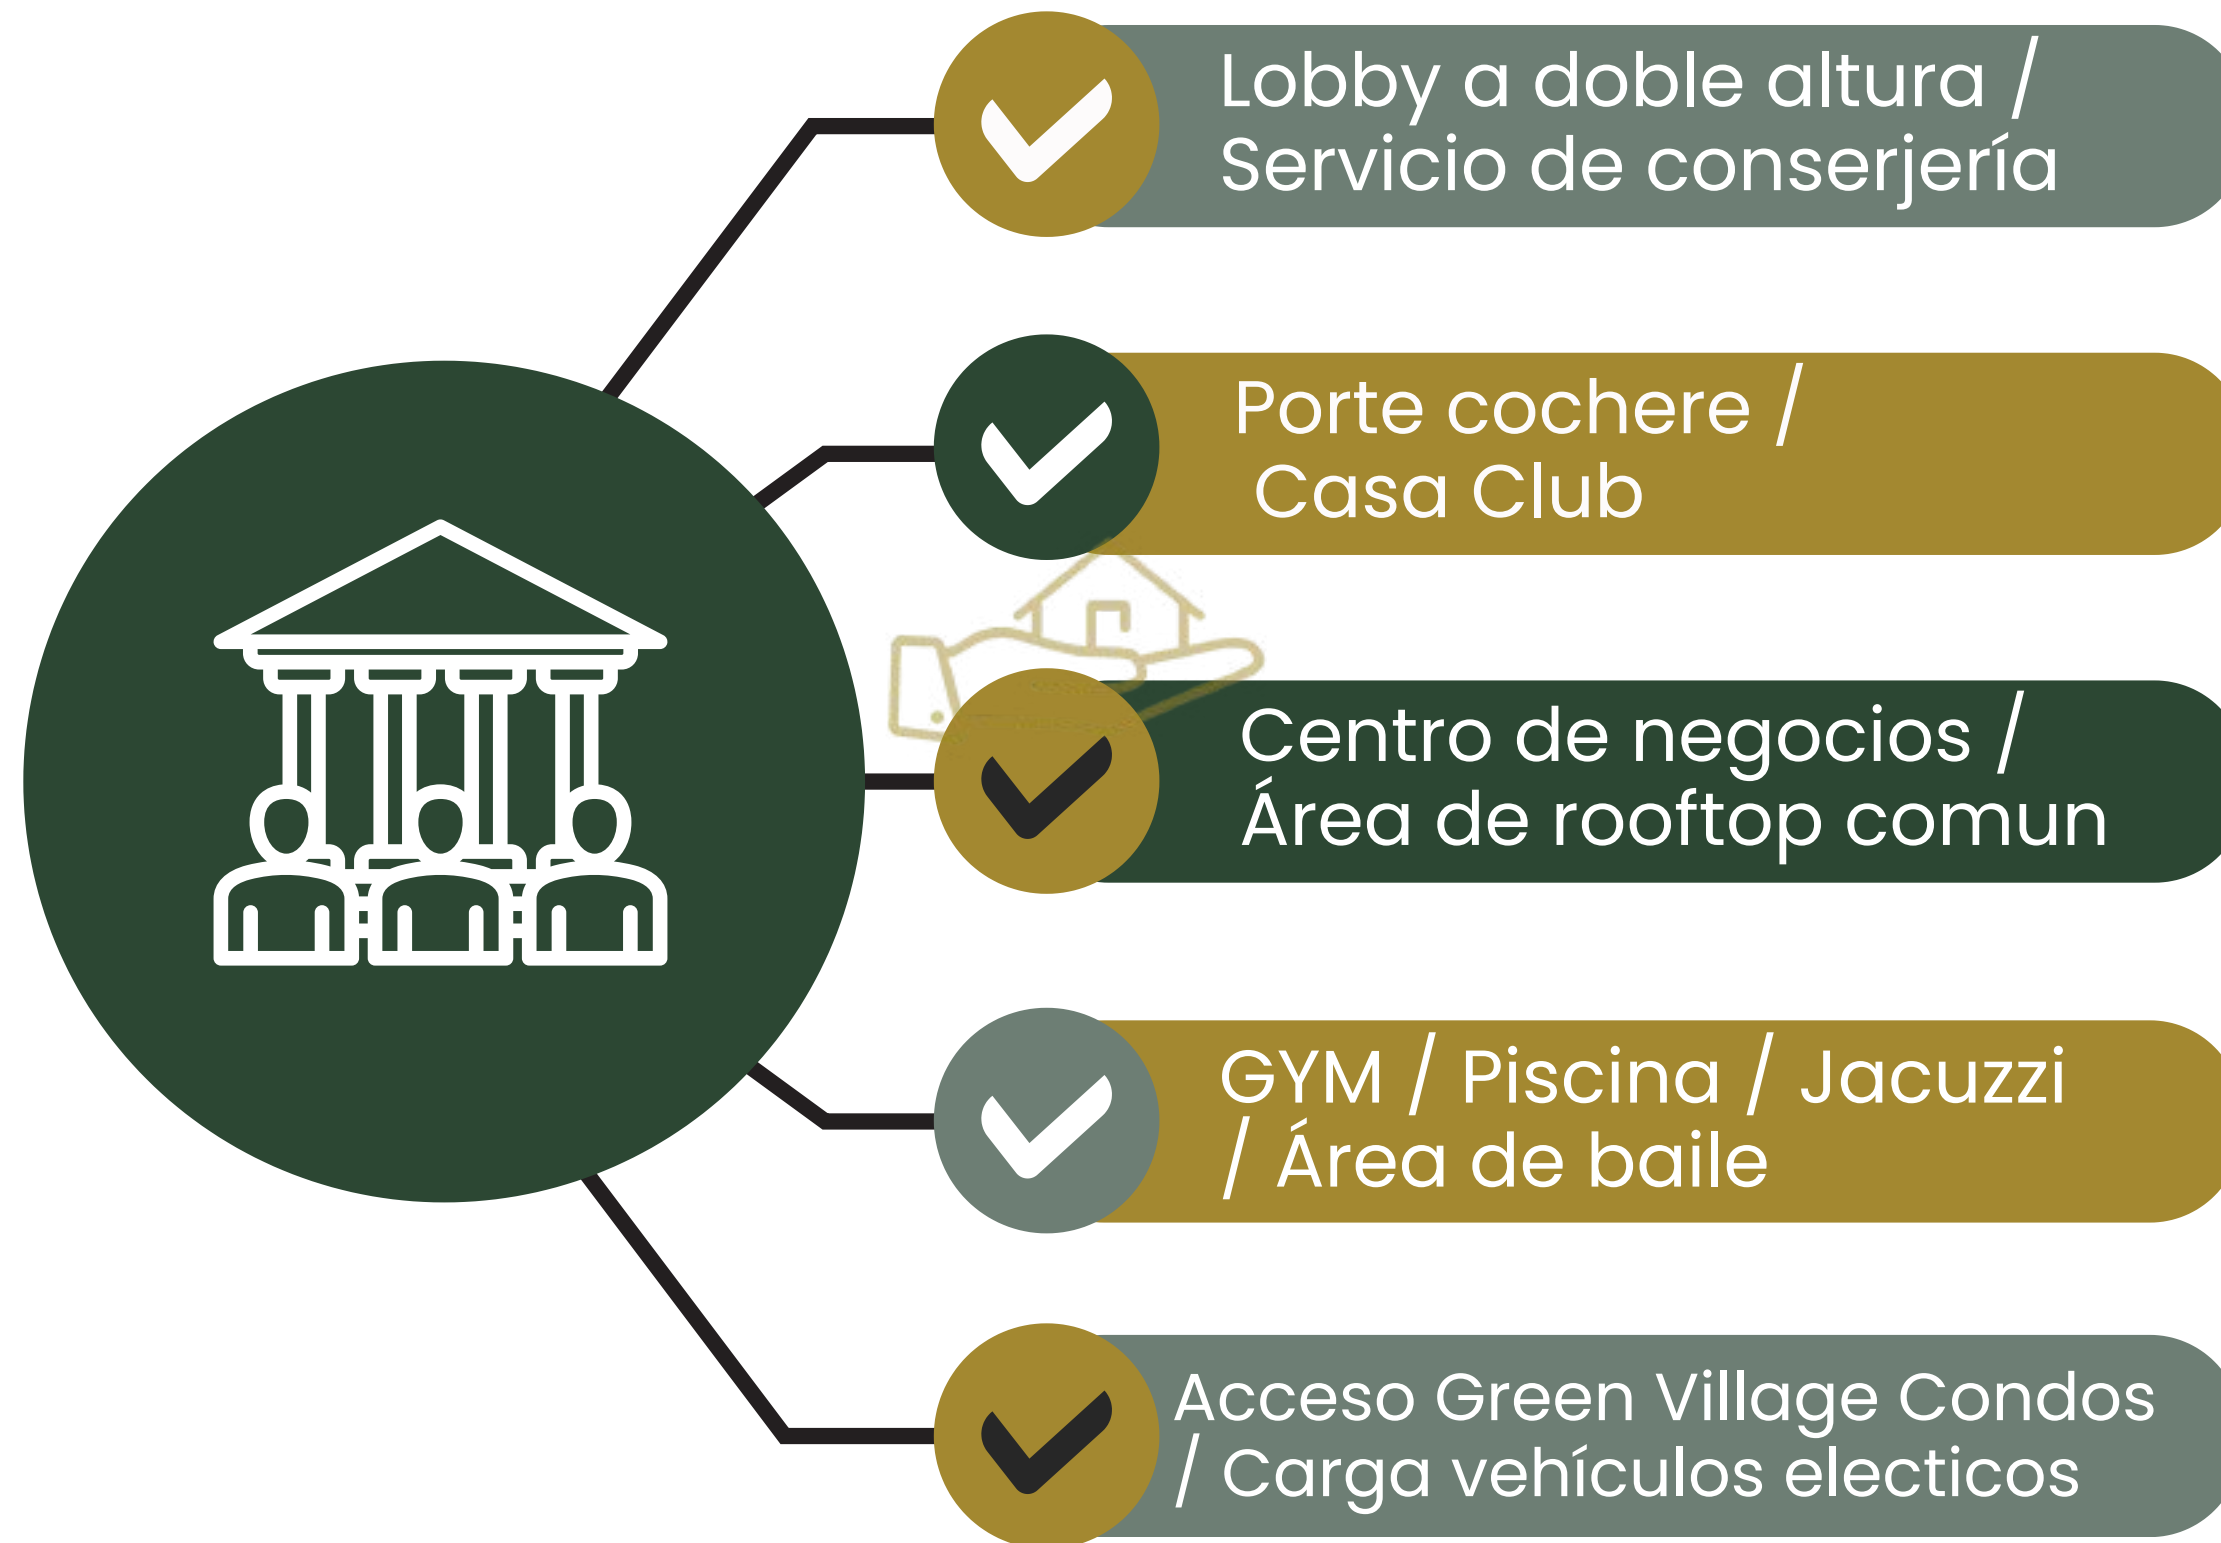 Lobby a doble altura /
Servicio de conserjería
Porte cochere /
Casa Club
Centro de negocios /
Área de rooftop comun
GYM / Piscina / Jacuzzi
/ Área de baile
Acceso Green Village Condos
/ Carga vehículos electicos